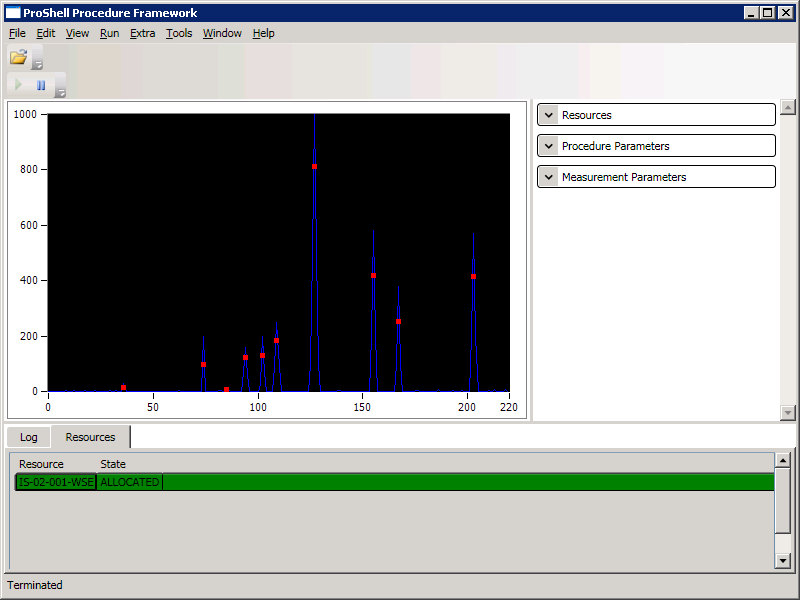 ProShell Procedure Framework
File Edit View Run Extra Tools Window Help
1000
800
600
400
200
0
0 50 100 150 200 220
Resources
Procedure Parameters
Measurement Parameters
Log Resources
Resource State
IS-02-001-WSE ALLOCATED
Terminated